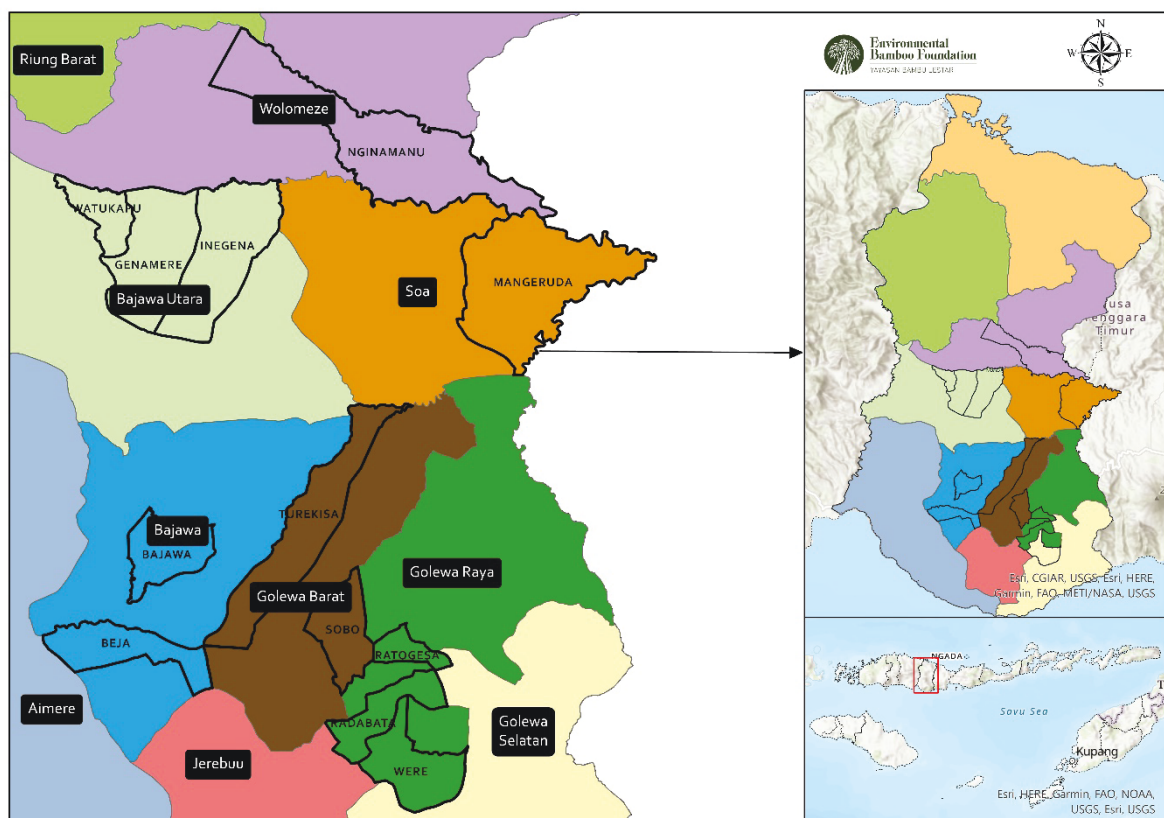 Riung Barat
Wolomeze
NGINAMANU
WATUKAPU
INEGENA
GENAMERE
Bajawa Utara
Soa
MANGERUDA
TUREKISA
Bajawa
BAJAWA
Golewa Raya
Golewa Barat
SOBO
BEJA
RATOGESA
Aimere
RADABATA
Golewa
Selatan
Jerebuu
WERE
Environmental
Bamboo Foundation
YAYASAN BAMBU LESTARI
N
W
E
S
usa
enggara
Timur
Esri, CGIAR, USGS, Esri, HERE,
Garmin, FAO, METI/NASA, USGS
NGADA
Savu Sea
T
Kupang
Esri, HERE, Garmin, FAO, NOAA,
USGS, Esri, USGS